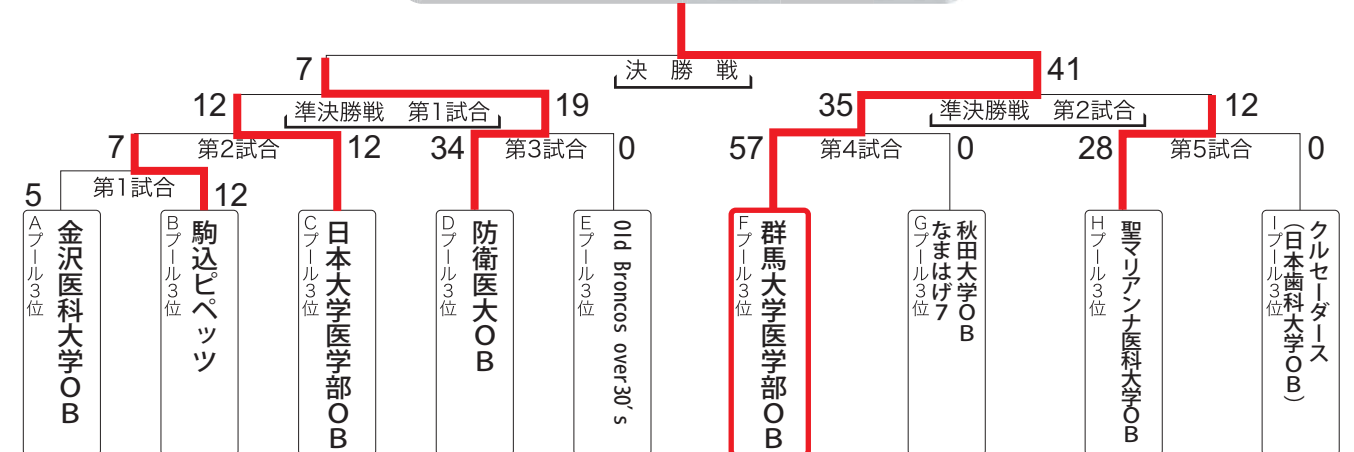 決 勝 戦
7
41
準決勝戦 第1試合
12
19
準決勝戦 第2試合
35
12
第2試合
7
12
第3試合
34
0
第4試合
57
0
第5試合
28
0
第1試合
5
12
Aプール3位
金沢医科大学OB
Bプール3位
駒込ピペッツ
Cプール3位
日本大学医学部OB
Dプール3位
防衛医大OB
Eプール3位
Old Broncos over30's
Fプール3位
群馬大学医学部OB
Gプール3位
秋田大学OB
なまはげ7
Hプール3位
聖マリアンナ医科大学OB
Iプール3位
クルセーダース
(日本歯科大学OB)